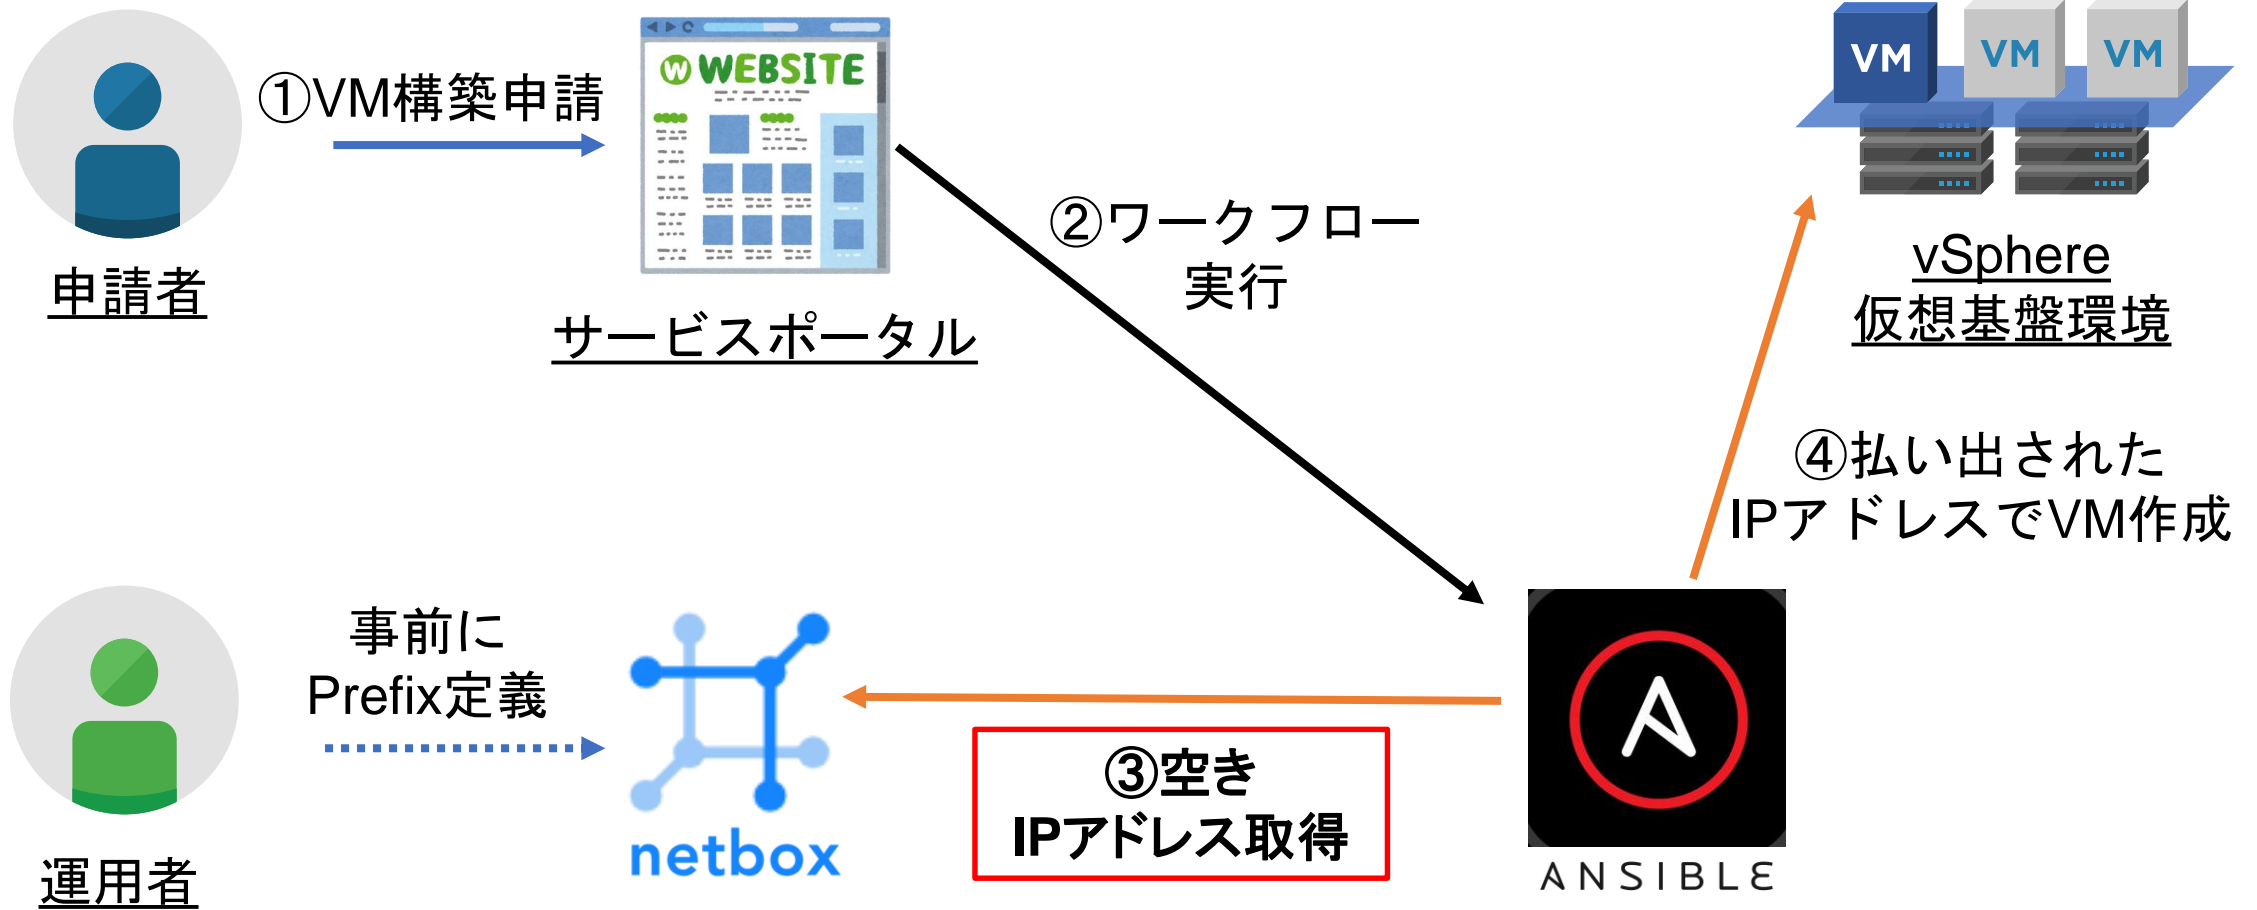 ①VM構築申請
WEBSITE
W
VM
VM
VM
②ワークフロー
実行
申請者
サービスポータル
vSphere
仮想基盤環境
④払い出された
IPアドレスでVM作成
事前に
Prefix定義
netbox
③空き
IPアドレス取得
ANSIBLE
運用者